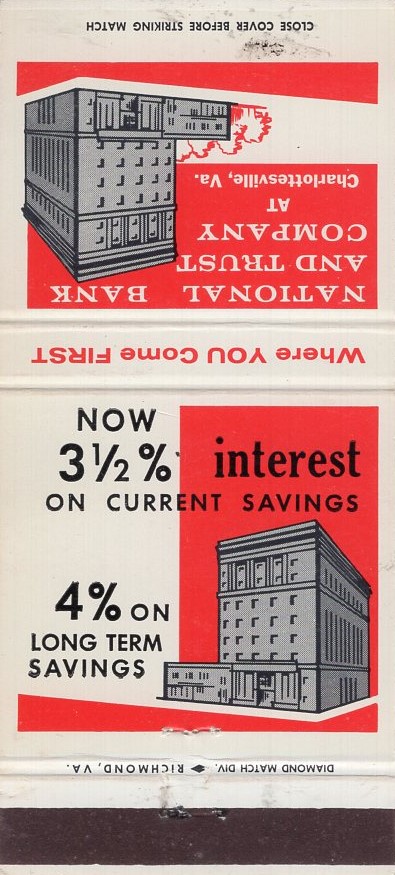 CLOSE COVER BEFORE STRIKING MATCH
NATIONAL BANK
AND TRUST
COMPANY
AT
Charlottesville, Va.
Where YOU Come FIRST
NOW
3½% interest
ON CURRENT SAVINGS
4% ON
LONG TERM
SAVINGS
DIAMOND MATCH DIV. ◆ RICHMOND, VA.